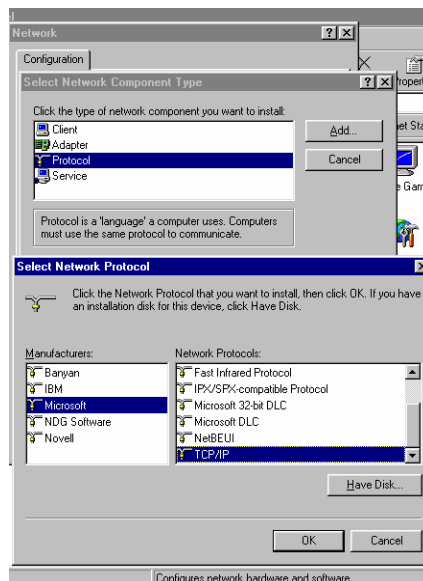 Network
Configuration
Select Network Component Type
Click the type of network component you want to install:
Client
Adapter
Protocol
Service
Add...
Cancel
Protocol is a 'language' a computer uses. Computers
must use the same protocol to communicate.
Select Network Protocol
Click the Network Protocol that you want to install, then click OK. If you have
an installation disk for this device, click Have Disk.
Manufacturers:
Banyan
IBM
Microsoft
NDG Software
Novell
Network Protocols:
Fast Infrared Protocol
IPX/SPX-compatible Protocol
Microsoft 32-bit DLC
Microsoft DLC
NetBEUI
TCP/IP
Have Disk...
OK
Cancel
Configures network hardware and software